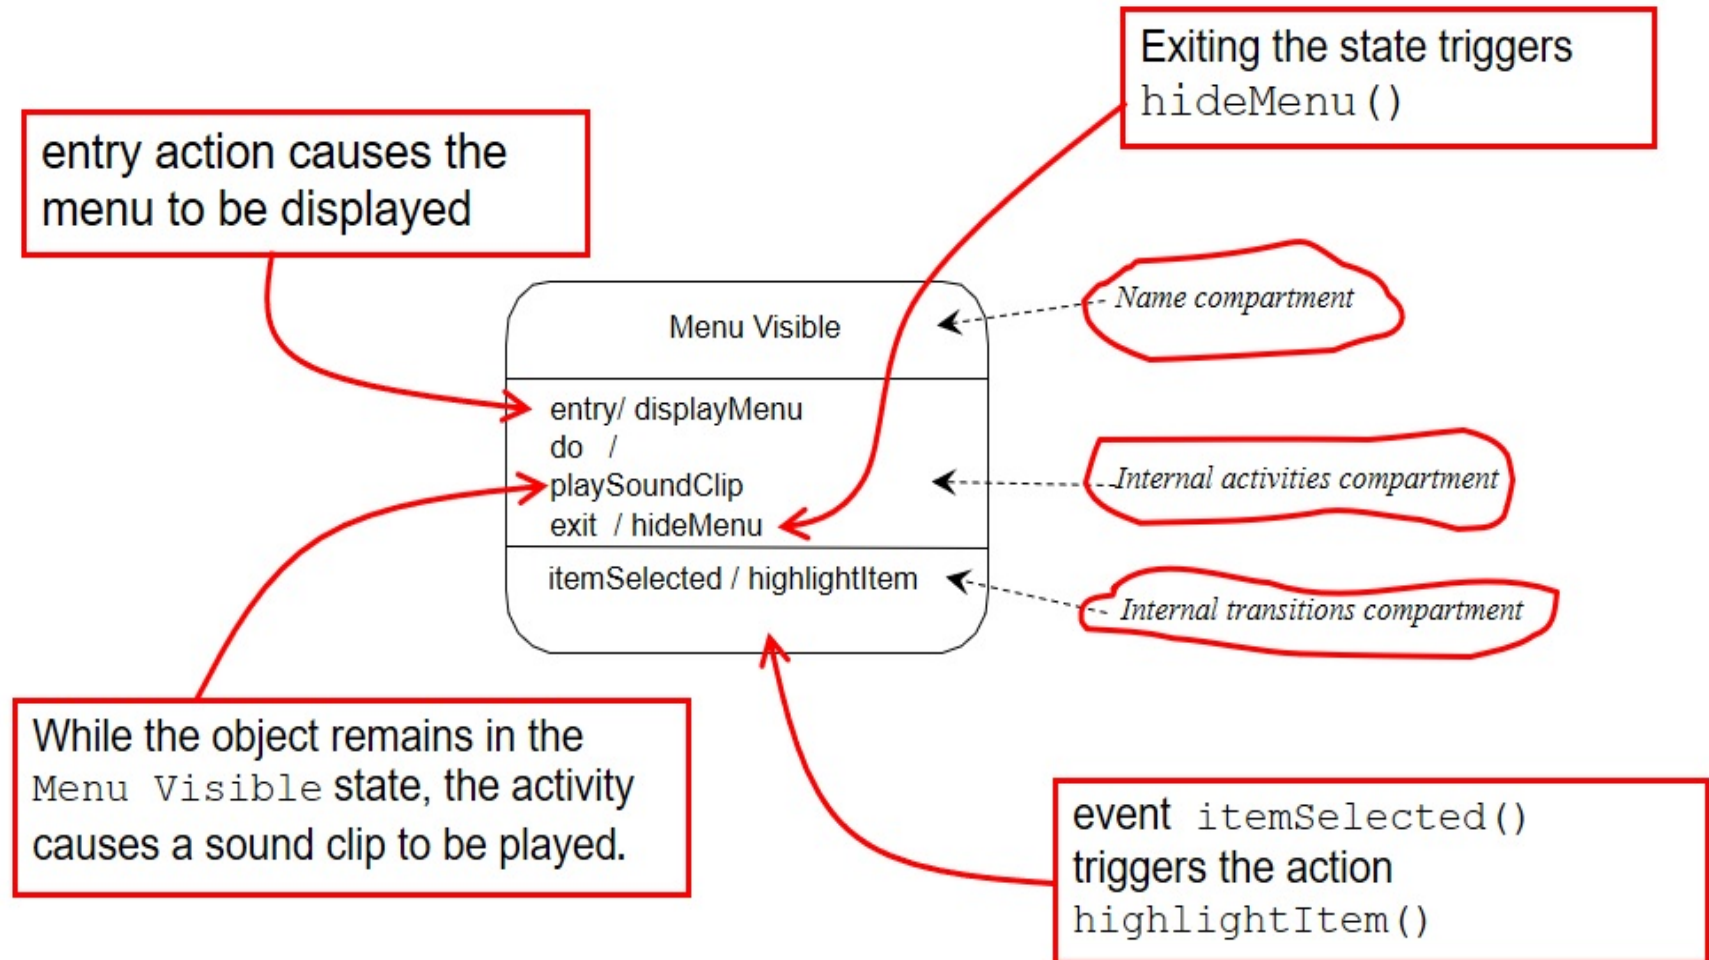 Exiting the state triggers
hideMenu()
entry action causes the
menu to be displayed
Name compartment
Menu Visible
entry/ displayMenu
do /
playSoundClip
exit / hideMenu
Internal activities compartment
itemSelected / highlightItem
Internal transitions compartment
While the object remains in the
Menu Visible state, the activity
causes a sound clip to be played.
event itemSelected()
triggers the action
highlightItem()